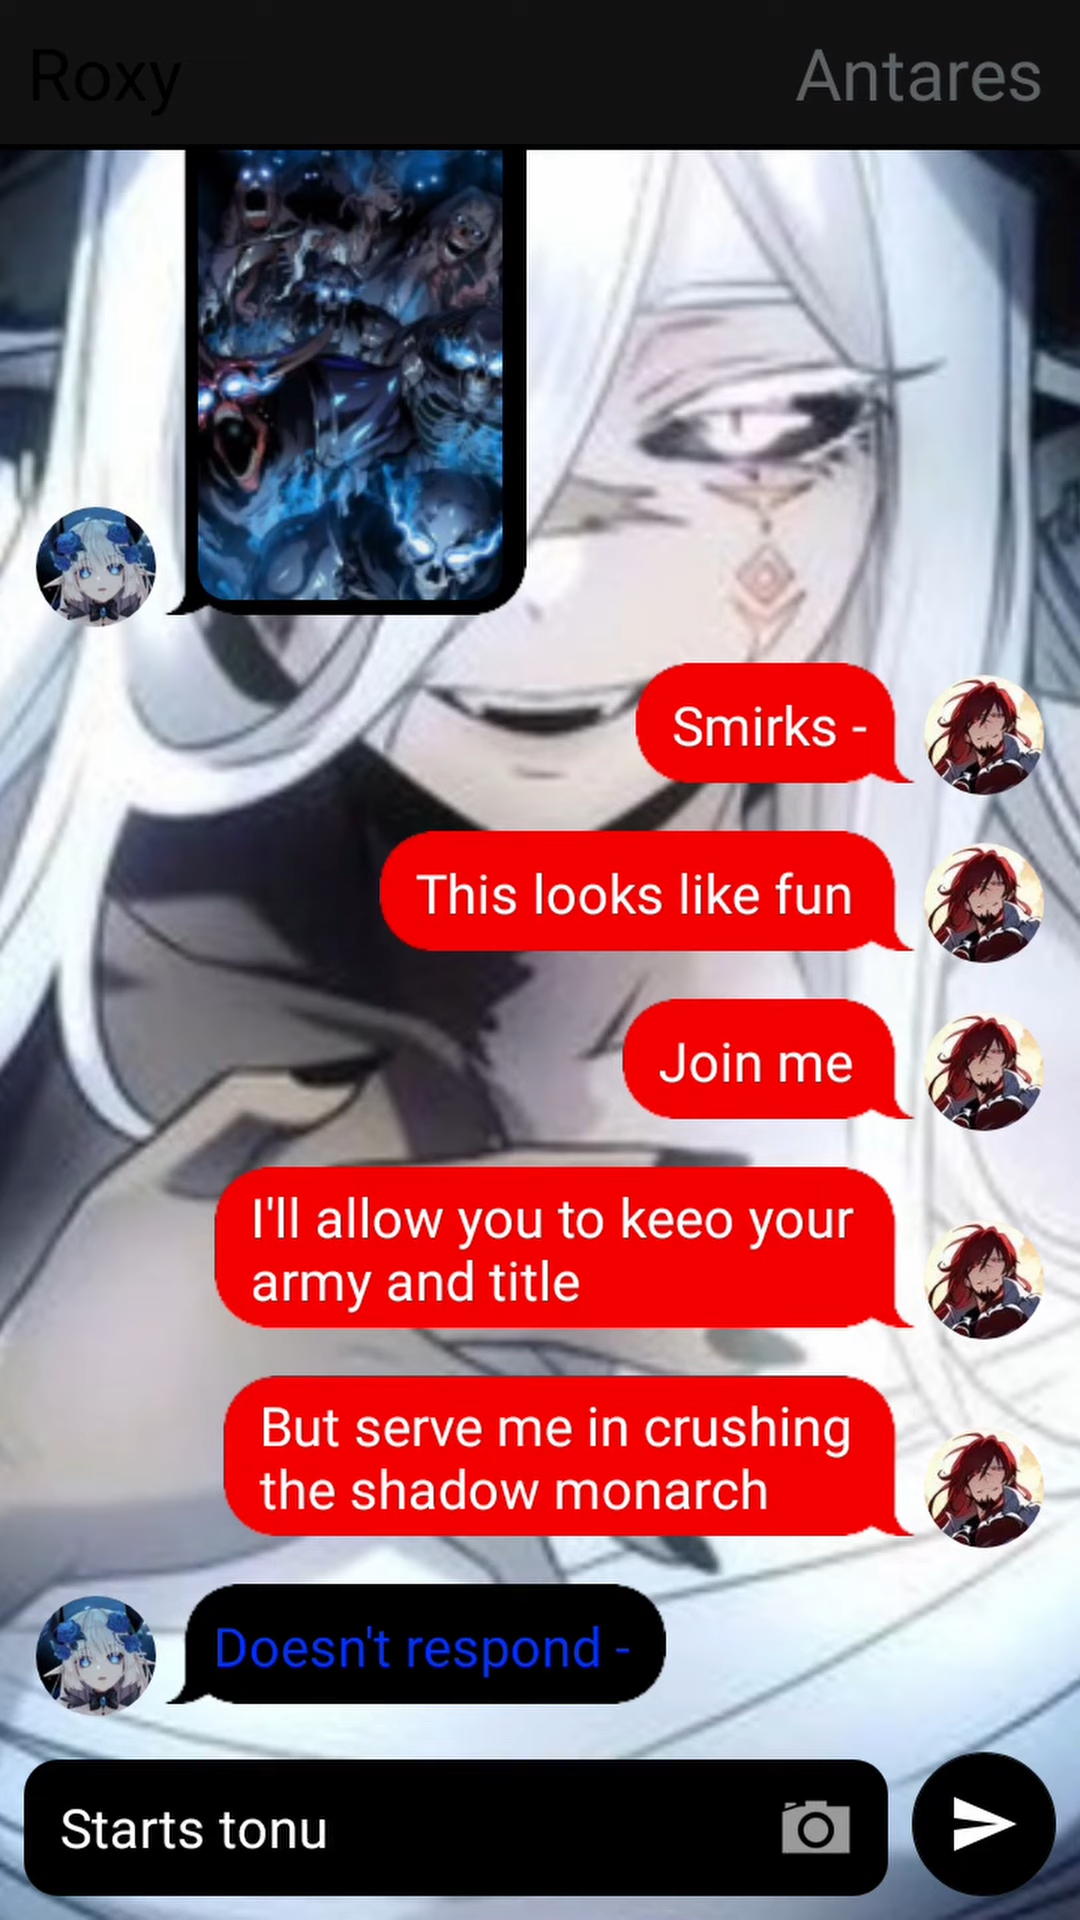 Roxy
Antares
Smirks -
This looks like fun
Join me
I'll allow you to keeo your
army and title
But serve me in crushing
the shadow monarch
Doesn't respond -
Starts tonu